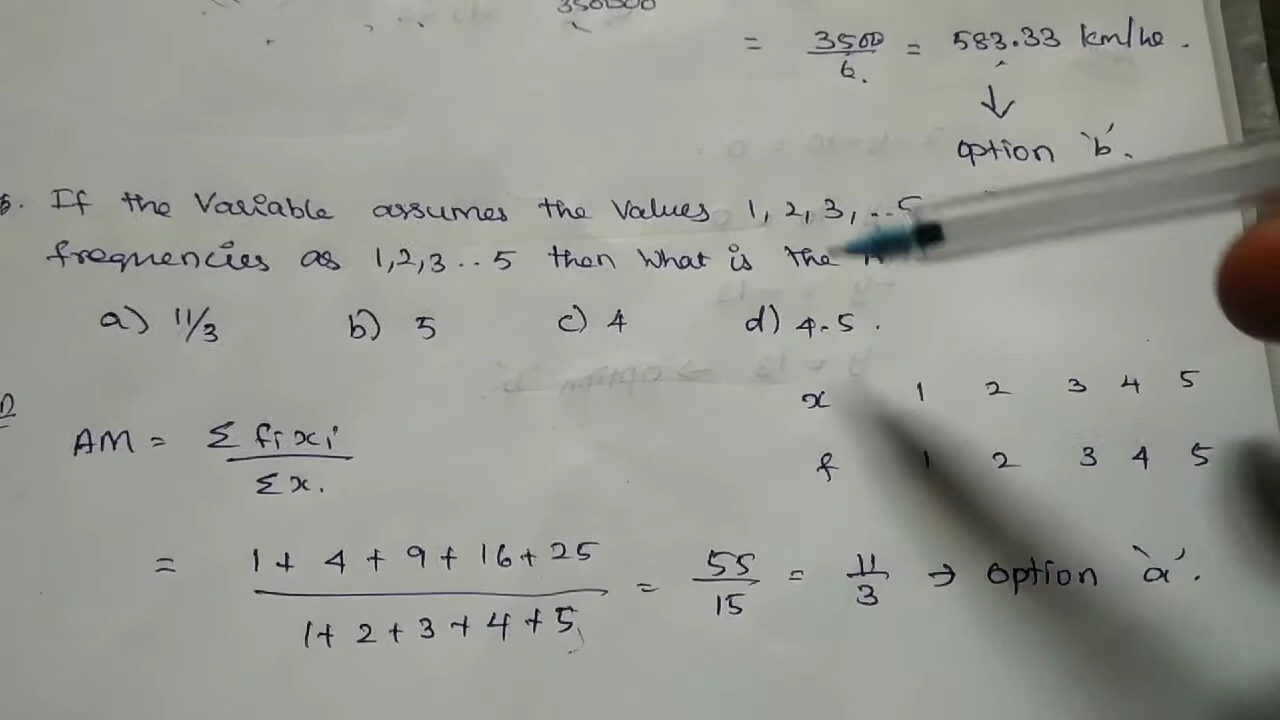 = 3500/6. = 583.33 km/hr.
↓
option 'b'.
If the Variable assumes the values 1, 2, 3, ..5
frequencies as 1,2,3..5 then what is the
a) 11/3 b) 5 c) 4 d) 4.5.
x 1 2 3 4 5
AM = Σ fi xi / Σx.
f 1 2 3 4 5
= 1 + 4 + 9 + 16 + 25 / 1 + 2 + 3 + 4 + 5 = 55/15 = 11/3 → option 'a'.